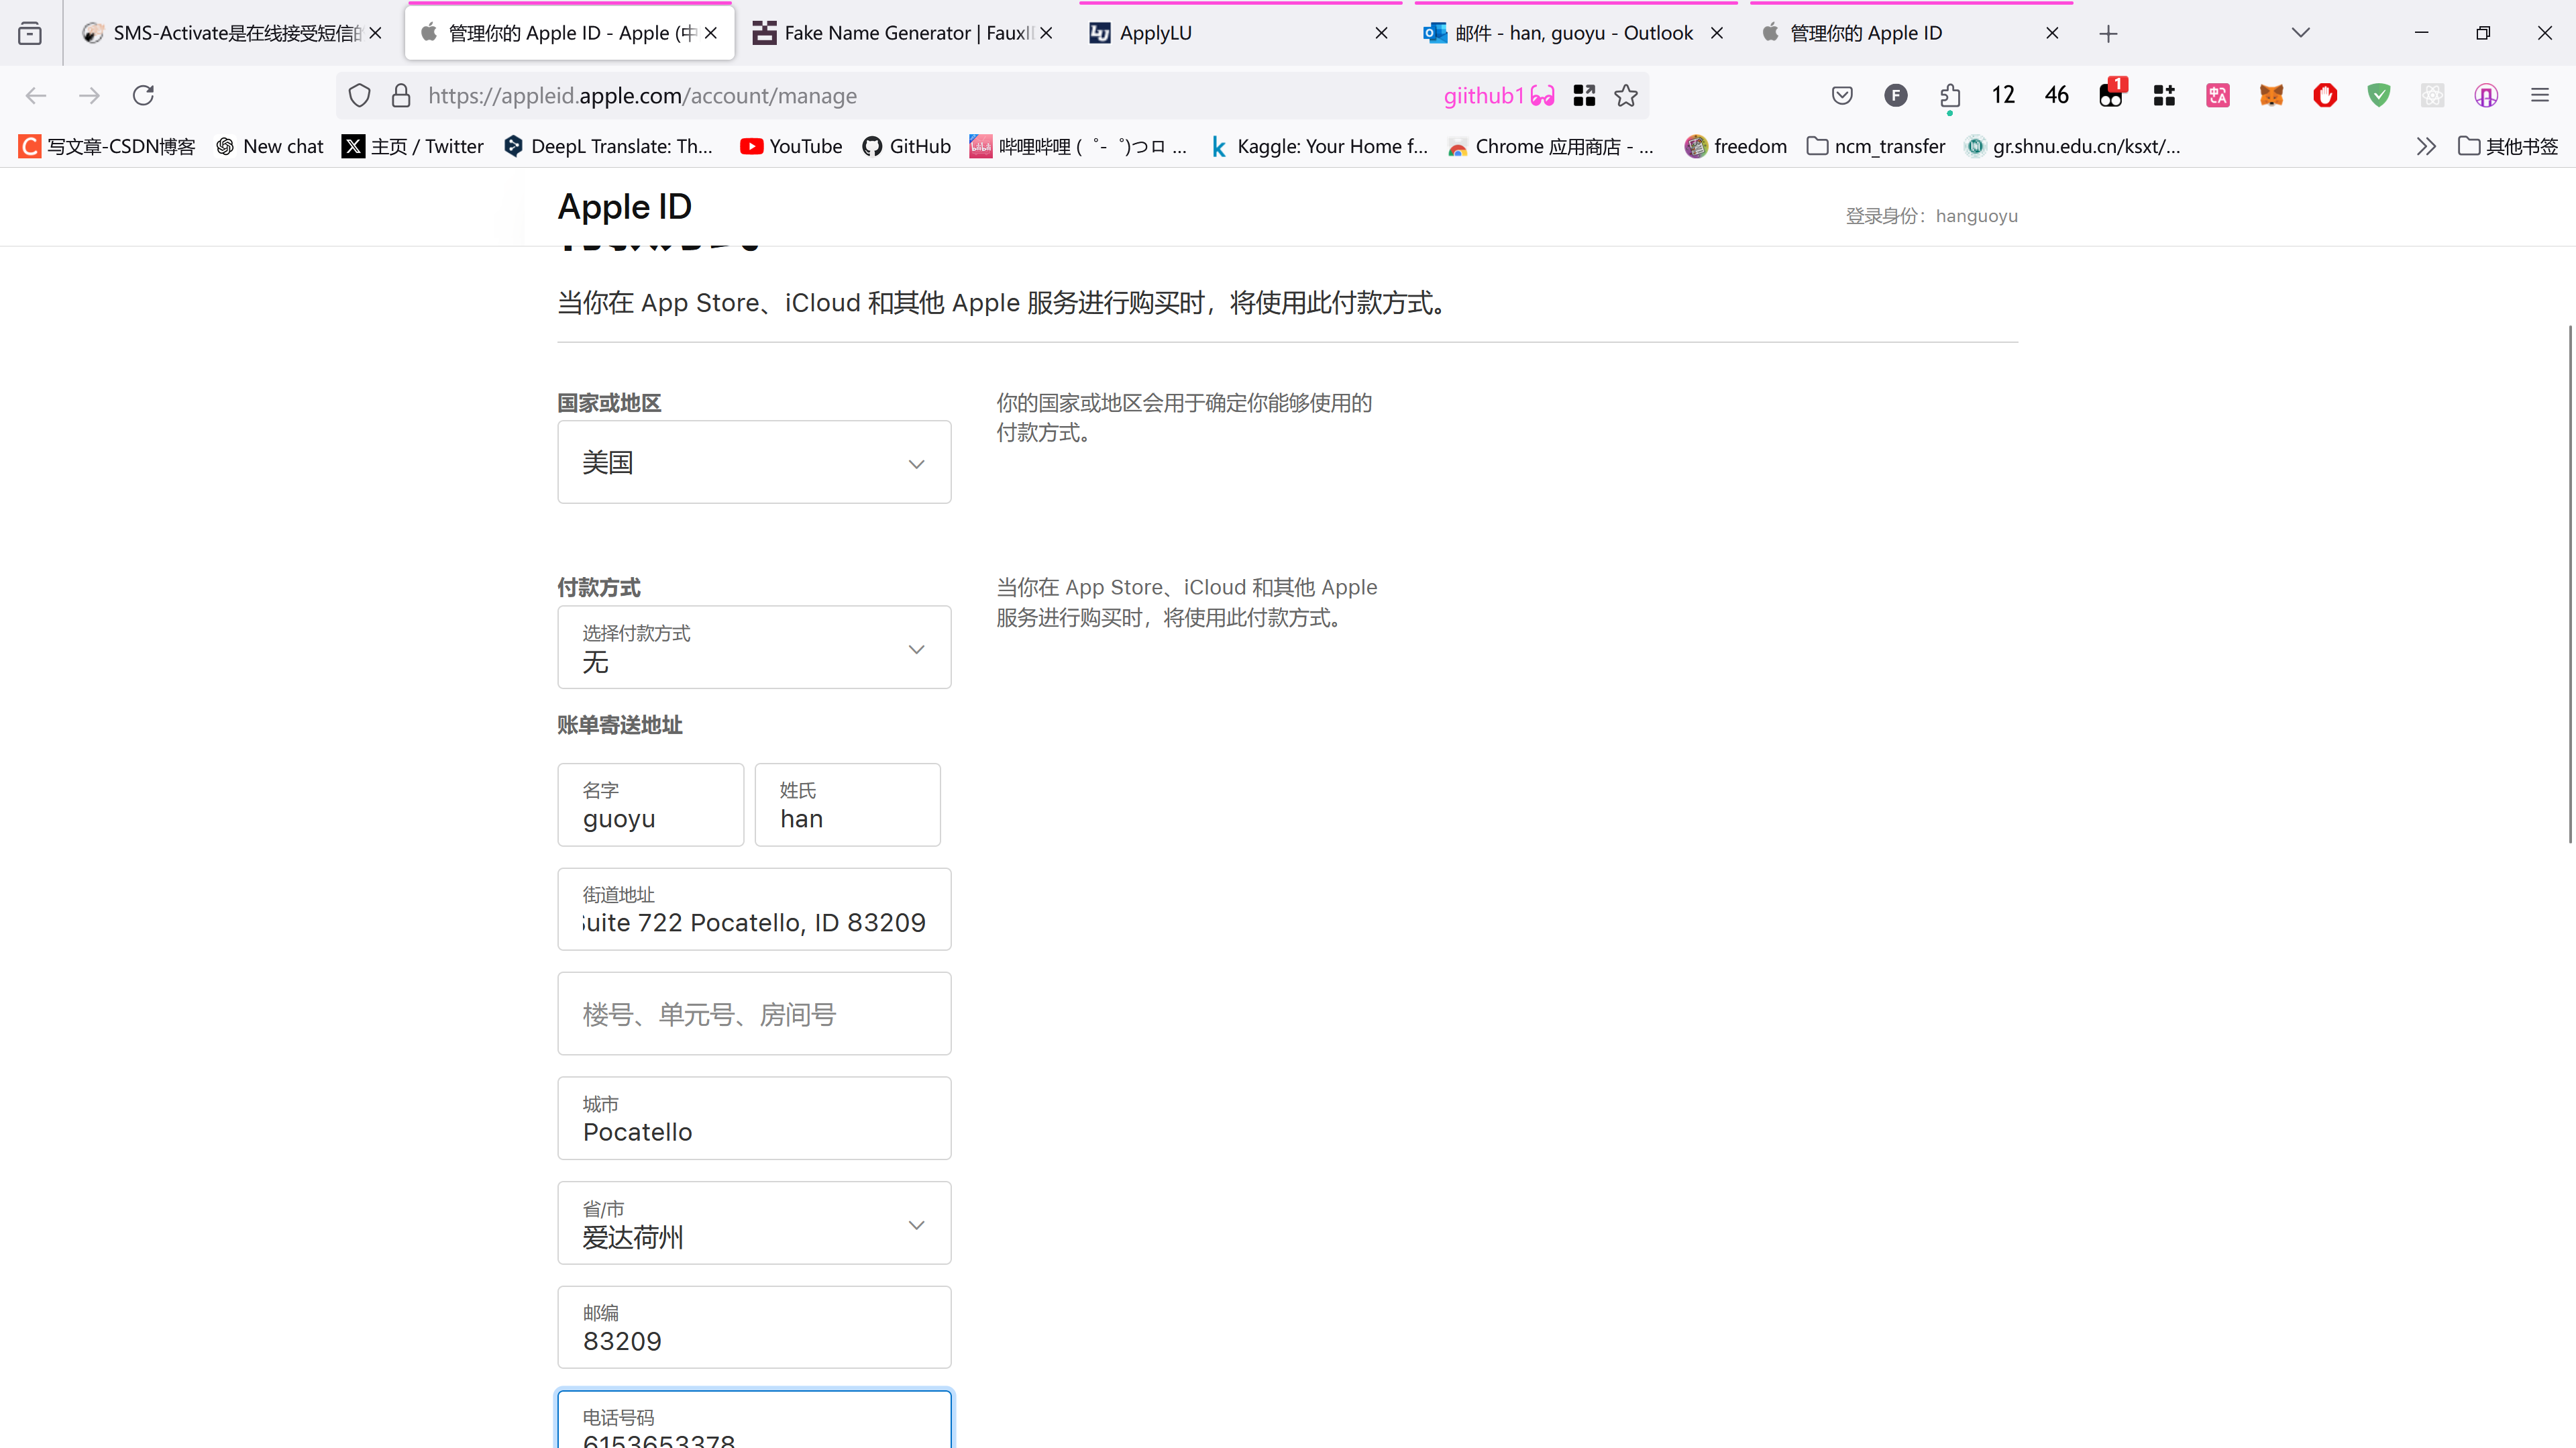 SMS-Activate是在线接受短信的
管理你的 Apple ID - Apple (中
Fake Name Generator | FauxI
ApplyLU
邮件 - han, guoyu - Outlook
管理你的 Apple ID
https://appleid.apple.com/account/manage
giithub1
F
12
46
1
写文章-CSDN博客
New chat
主页 / Twitter
DeepL Translate: Th...
YouTube
GitHub
哔哩哔哩 (゜-゜)つロ ...
Kaggle: Your Home f...
Chrome 应用商店 - ...
freedom
ncm_transfer
gr.shnu.edu.cn/ksxt/...
其他书签
Apple ID
登录身份：hanguoyu
付款方式。
当你在 App Store、iCloud 和其他 Apple 服务进行购买时，将使用此付款方式。
国家或地区
美国
你的国家或地区会用于确定你能够使用的
付款方式。
付款方式
选择付款方式
无
当你在 App Store、iCloud 和其他 Apple
服务进行购买时，将使用此付款方式。
账单寄送地址
名字
guoyu
姓氏
han
街道地址
Suite 722 Pocatello, ID 83209
楼号、单元号、房间号
城市
Pocatello
省/市
爱达荷州
邮编
83209
电话号码
6153653378